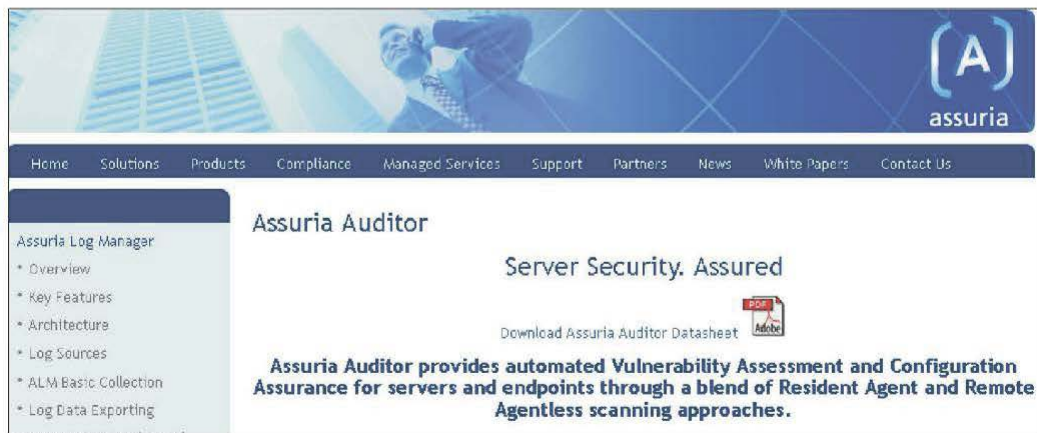 (A)
assuria
Home Solutions Products Compliance Managed Services Support Partners News White Papers Contact Us
Assuria Log Manager
* Overview
* Key Features
* Architecture
* Log Sources
* ALM Basic Collection
* Log Data Exporting
Assuria Auditor
Server Security. Assured
Download Assuria Auditor Datasheet
PDF
Adobe
Assuria Auditor provides automated Vulnerability Assessment and Configuration
Assurance for servers and endpoints through a blend of Resident Agent and Remote
Agentless scanning approaches.